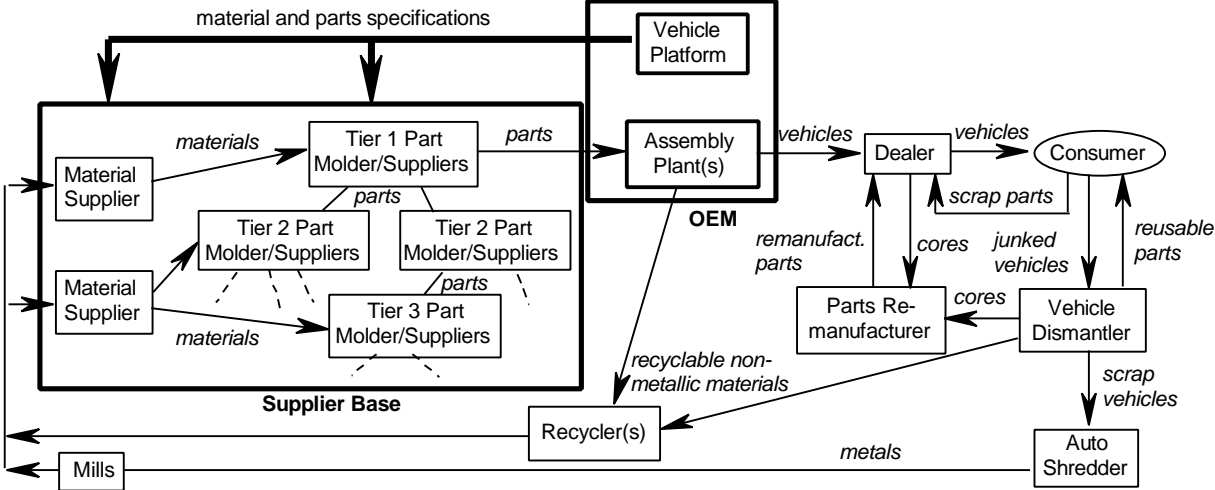 material and parts specifications
Vehicle
Platform
materials
Tier 1 Part
Molder/Suppliers
parts
Assembly
Plant(s)
vehicles
Dealer
vehicles
Consumer
Material
Supplier
parts
scrap parts
OEM
Tier 2 Part
Molder/Suppliers
Tier 2 Part
Molder/Suppliers
remanufact.
parts
cores
junked
vehicles
reusable
parts
Material
Supplier
parts
materials
Tier 3 Part
Molder/Suppliers
Parts Re-
manufacturer
cores
Vehicle
Dismantler
recyclable non-
metallic materials
scrap
vehicles
Supplier Base
Recycler(s)
Mills
metals
Auto
Shredder